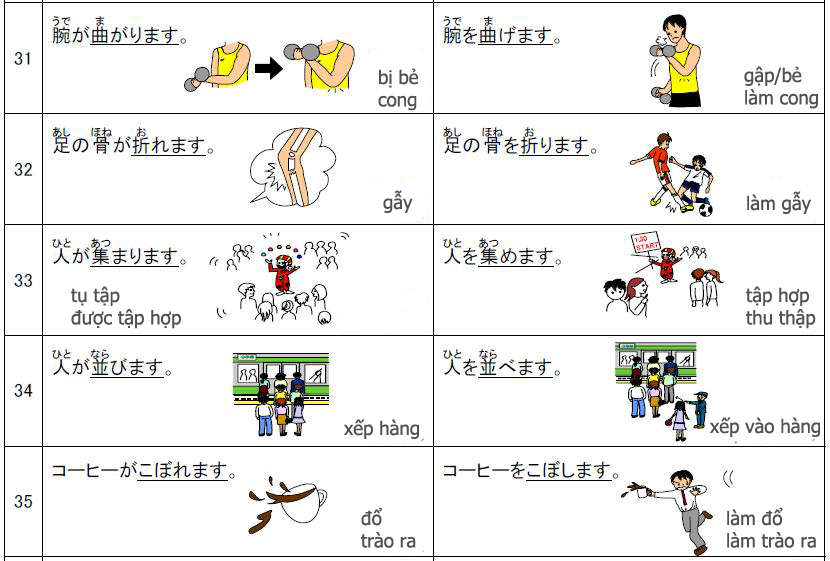 31
うで ま
腕が曲がります。
bị bẻ
cong
うで ま
腕を曲げます。
gập/bẻ
làm cong
32
あし ほね お
足の骨が折れます。
gẫy
あし ほね お
足の骨を折ります。
làm gẫy
33
ひと あつ
人が集まります。
tụ tập
được tập hợp
ひと あつ
人を集めます。
1:30
START
tập hợp
thu thập
34
ひと なら
人が並びます。
xếp hàng
ひと なら
人を並べます。
xếp vào hàng
35
コーヒーがこぼれます。
đổ
trào ra
コーヒーをこぼします。
làm đổ
làm trào ra